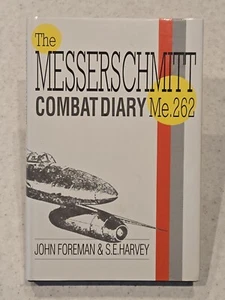 The
MESSERSCHMITT
COMBAT DIARY Me.262
JOHN FOREMAN & S.E.HARVEY